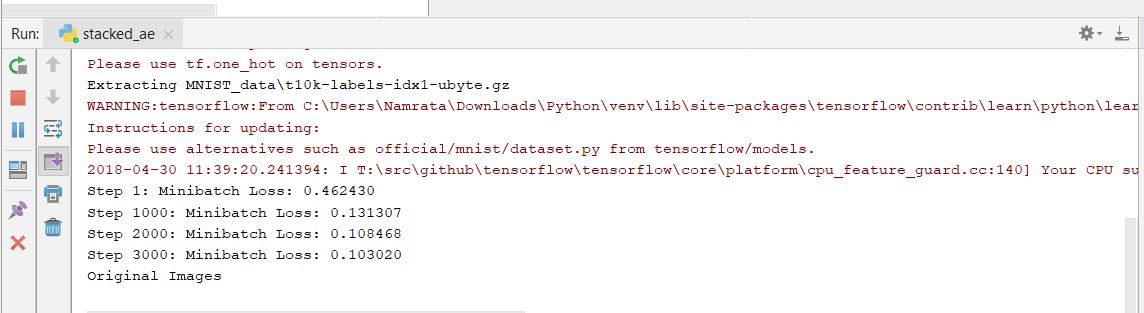 Run: stacked_ae
Please use tf.one_hot on tensors.
Extracting MNIST_data\t10k-labels-idx1-ubyte.gz
WARNING:tensorflow:From C:\Users\Namrata\Downloads\Python\venv\lib\site-packages\tensorflow\contrib\learn\python\lear
Instructions for updating:
Please use alternatives such as official/mnist/dataset.py from tensorflow/models.
2018-04-30 11:39:20.241394: I T:\src\github\tensorflow\tensorflow\core\platform\cpu_feature_guard.cc:140] Your CPU su
Step 1: Minibatch Loss: 0.462430
Step 1000: Minibatch Loss: 0.131307
Step 2000: Minibatch Loss: 0.108468
Step 3000: Minibatch Loss: 0.103020
Original Images